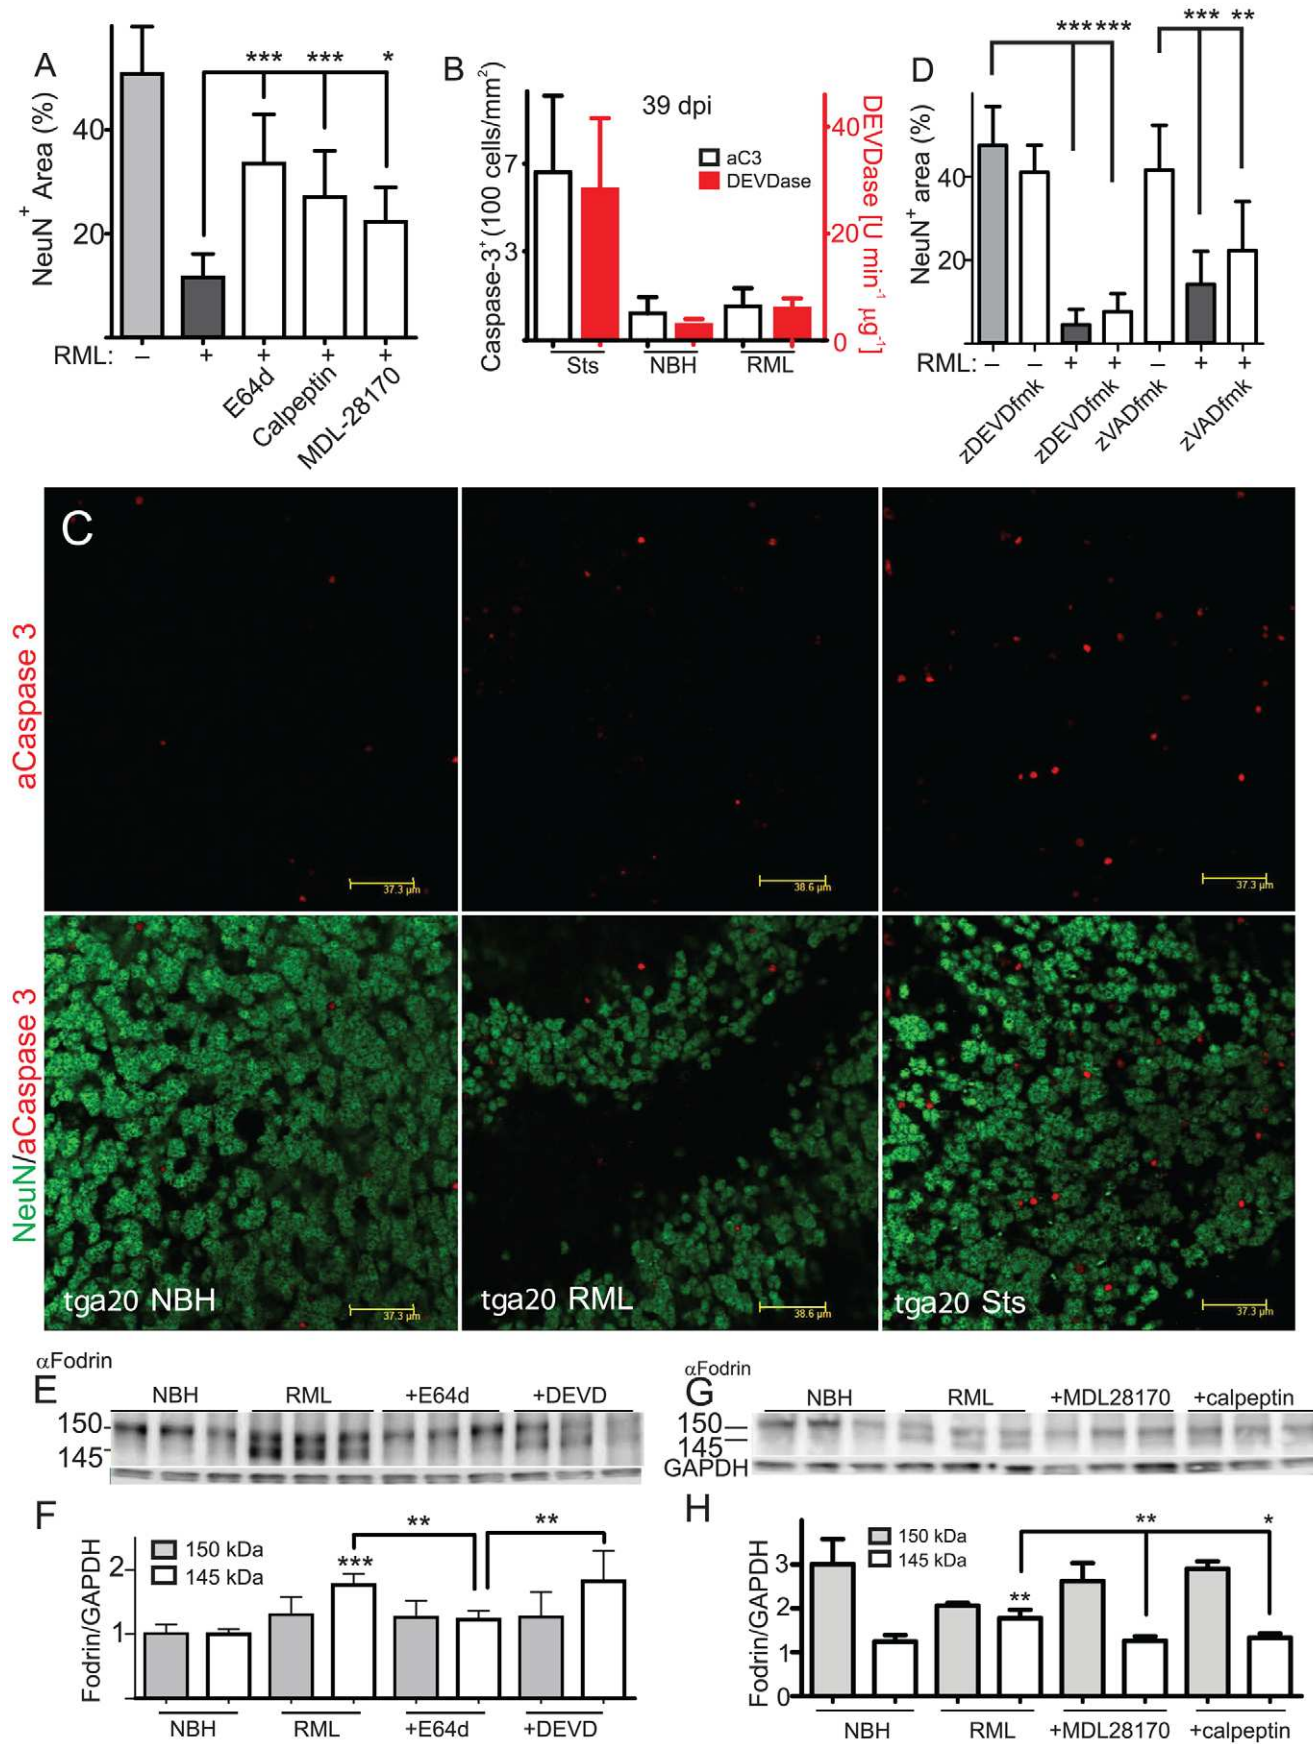 A
NeuN+ Area (%)
40
20
*** *** *
RML: – + + + +
E64d
Calpeptin
MDL-28170
B
Caspase-3+ (100 cells/mm2)
7
3
39 dpi
aC3
DEVDase
DEVDase [U min-1 µg-1]
40
20
0
Sts NBH RML
D
NeuN+ area (%)
40
20
****** *** **
RML: – – + + – + +
zDEVDfmk
zDEVDfmk
zVADfmk
zVADfmk
C
aCaspase 3
37.3 µm
38.6 µm
37.3 µm
NeuN/aCaspase 3
tga20 NBH
37.3 µm
tga20 RML
38.6 µm
tga20 Sts
37.3 µm
αFodrin
E
NBH RML +E64d +DEVD
150
145
αFodrin
G
NBH RML +MDL28170 +calpeptin
150
145
GAPDH
F
Fodrin/GAPDH
2
1
150 kDa
145 kDa
*** ** **
NBH RML +E64d +DEVD
H
Fodrin/GAPDH
3
2
1
0
150 kDa
145 kDa
** ** *
NBH RML +MDL28170 +calpeptin